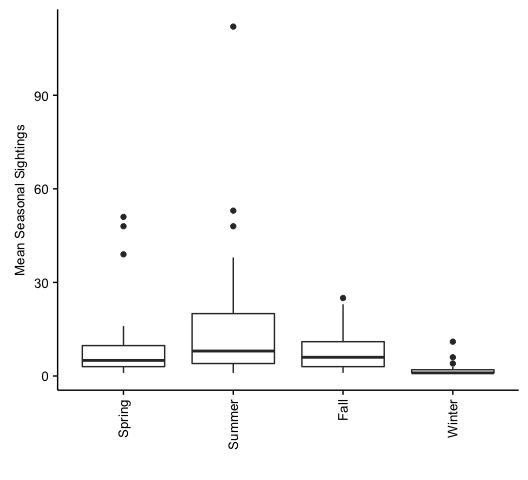 Mean Seasonal Sightings
90
60
30
0
Spring
Summer
Fall
Winter